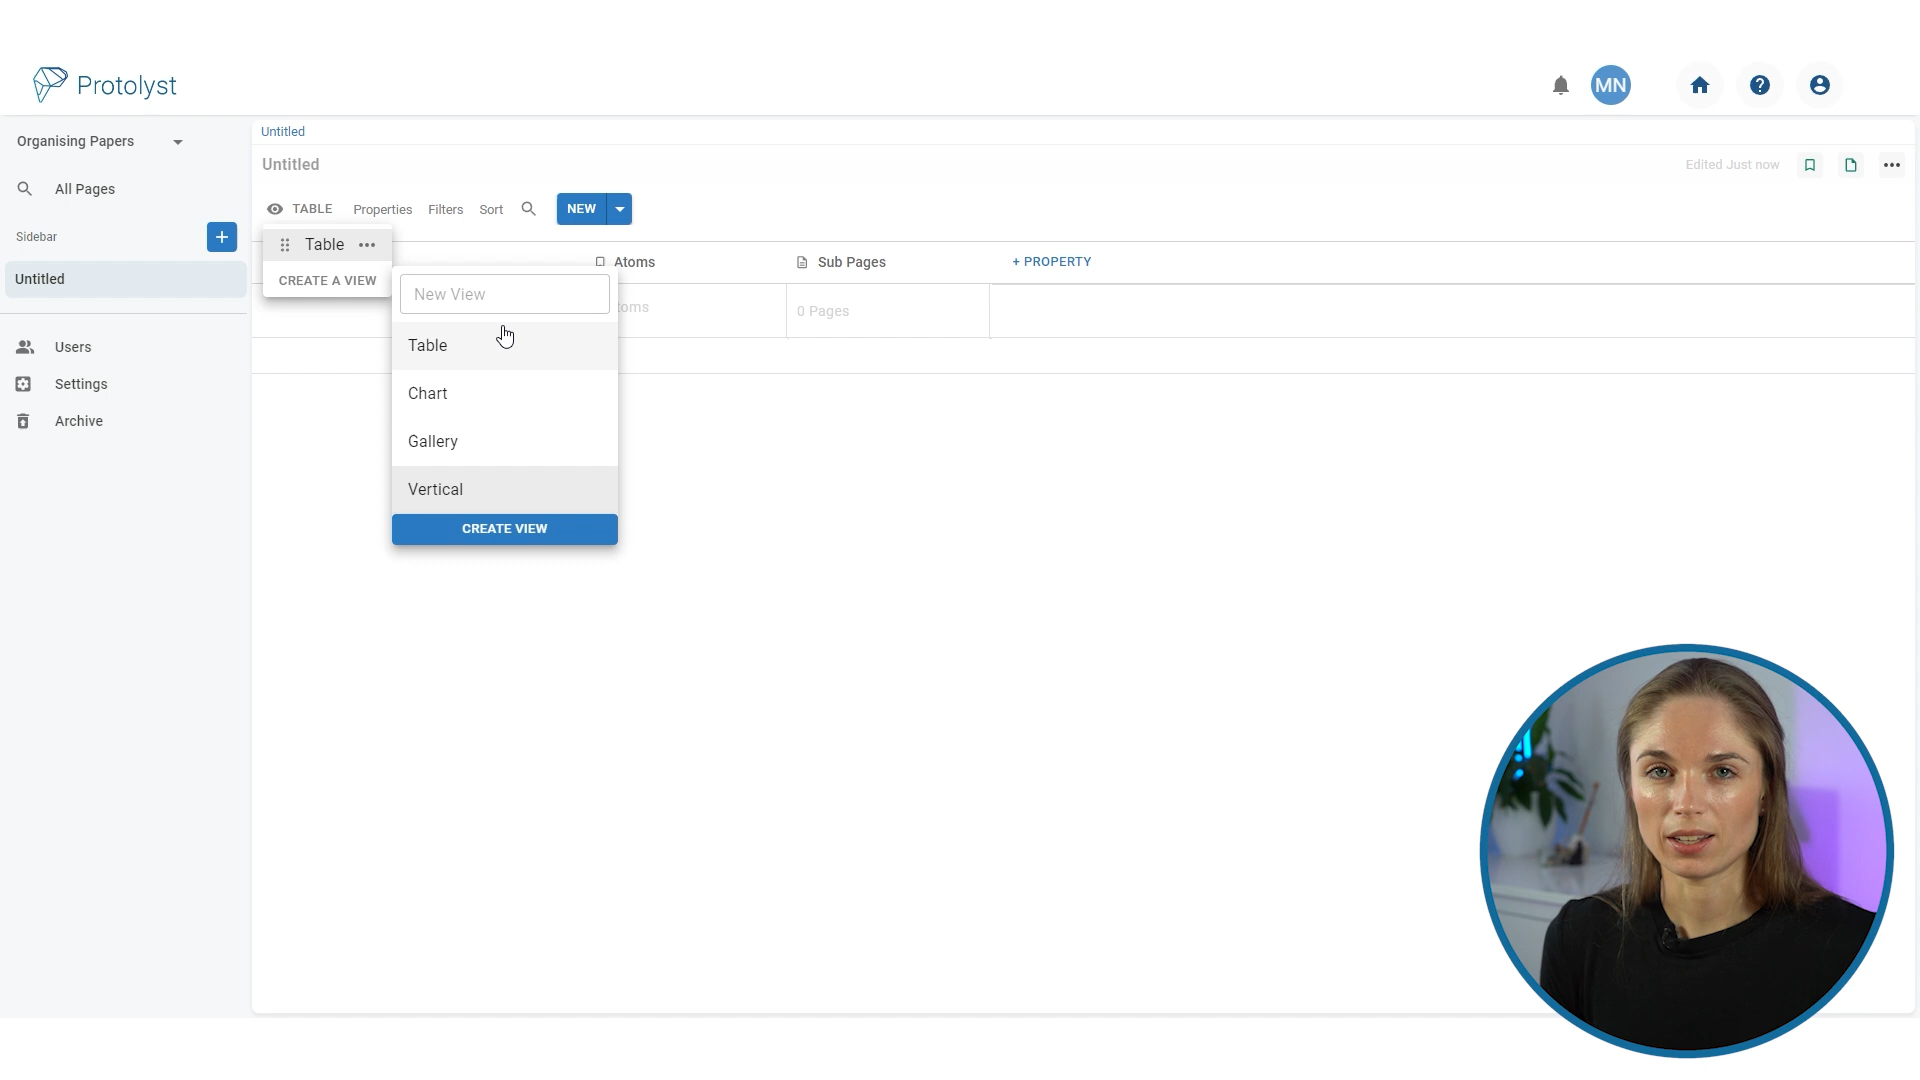 Protolyst
MN
Organising Papers
All Pages
Sidebar
Untitled
Users
Settings
Archive
Untitled
Untitled
Edited Just now
TABLE Properties Filters Sort NEW
Table
CREATE A VIEW
Atoms Sub Pages + PROPERTY
0 Pages
New View
Table
Chart
Gallery
Vertical
CREATE VIEW